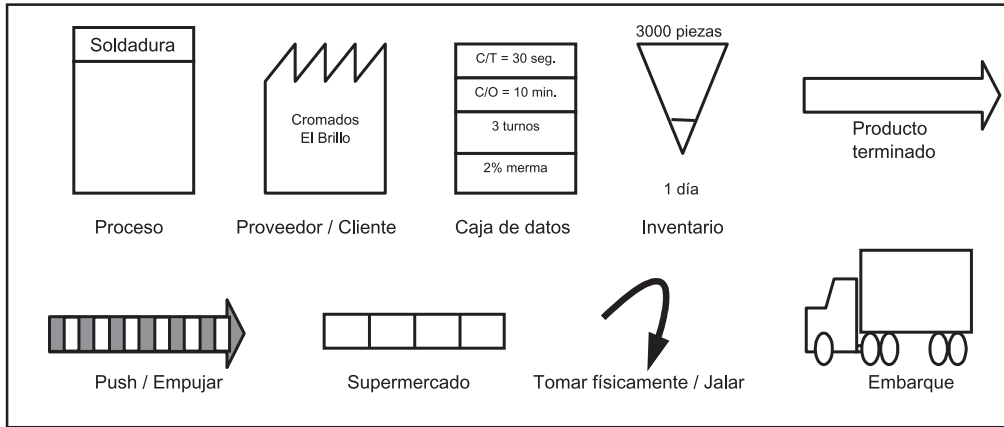 Soldadura
Proceso
Cromados
El Brillo
Proveedor / Cliente
C/T = 30 seg.
C/O = 10 min.
3 turnos
2% merma
Caja de datos
3000 piezas
1 día
Inventario
Producto
terminado
Push / Empujar
Supermercado
Tomar físicamente / Jalar
Embarque